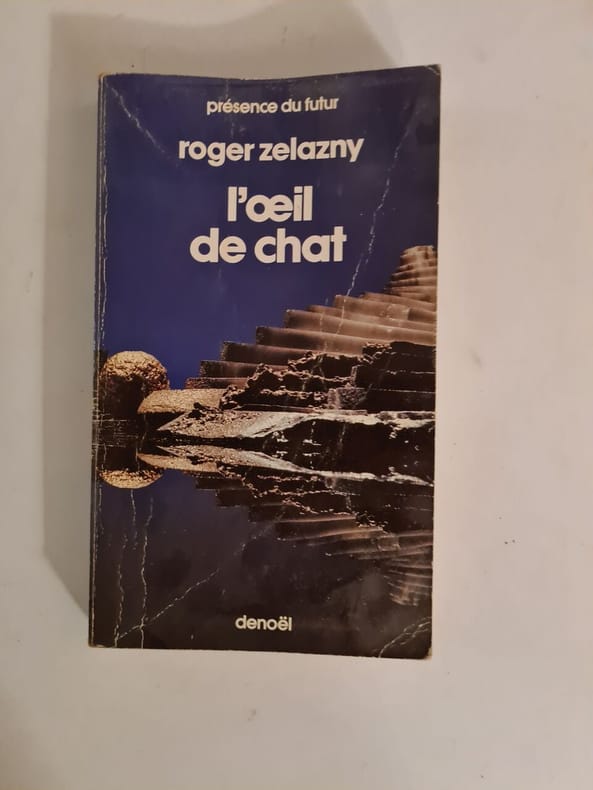 présence du futur
roger zelazny
l'œil
de chat
denoël